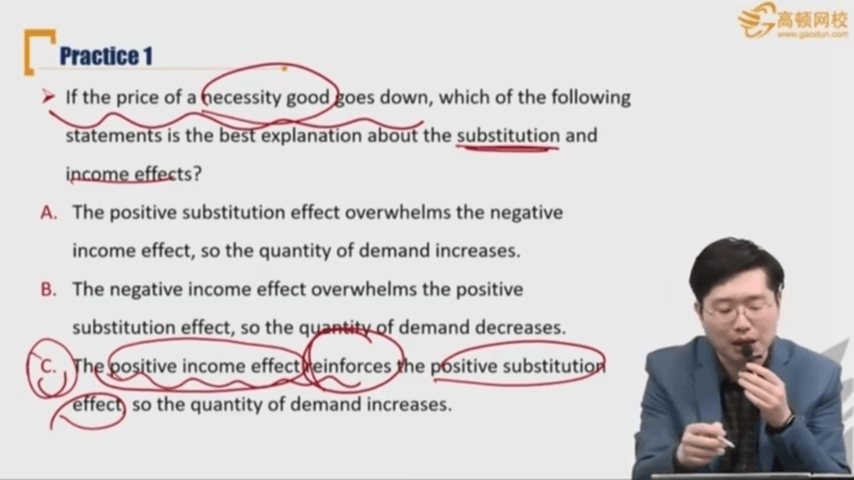 高顿网校
www.gaodun.com
Practice 1
If the price of a necessity good goes down, which of the following
statements is the best explanation about the substitution and
income effects?
A. The positive substitution effect overwhelms the negative
income effect, so the quantity of demand increases.
B. The negative income effect overwhelms the positive
substitution effect, so the quantity of demand decreases.
C. The positive income effect reinforces the positive substitution
effect, so the quantity of demand increases.